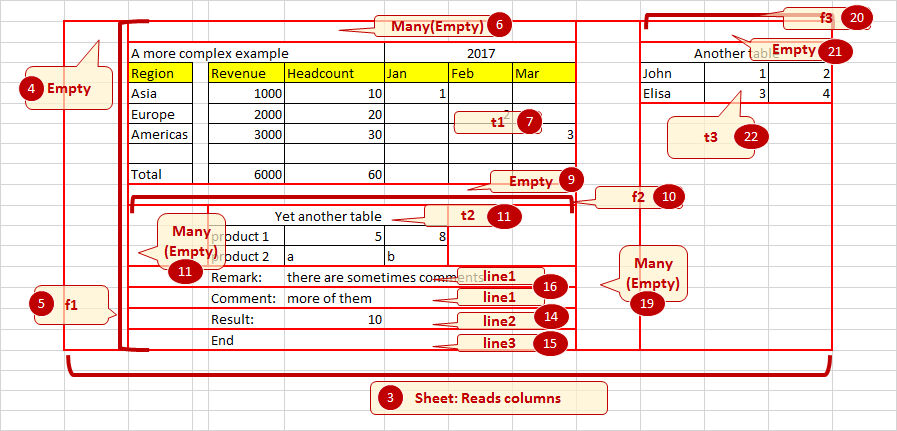 Many(Empty) 6
f3 20
A more complex example 2017
Another table
Empty 21
4 Empty
Region Revenue Headcount Jan Feb Mar
John 1 2
Asia 1000 10 1
Elisa 3 4
Europe 2000 20 2
t1 7
Americas 3000 30 3
t3 22
Total 6000 60
Empty 9
f2 10
Yet another table
t2 11
Many
(Empty)
11
product 1 5 8
product 2 a b
Many
(Empty)
19
Remark: there are sometimes comments
line1
16
Comment: more of them
line1
5 f1
Result: 10
line2 14
End
line3 15
3 Sheet: Reads columns